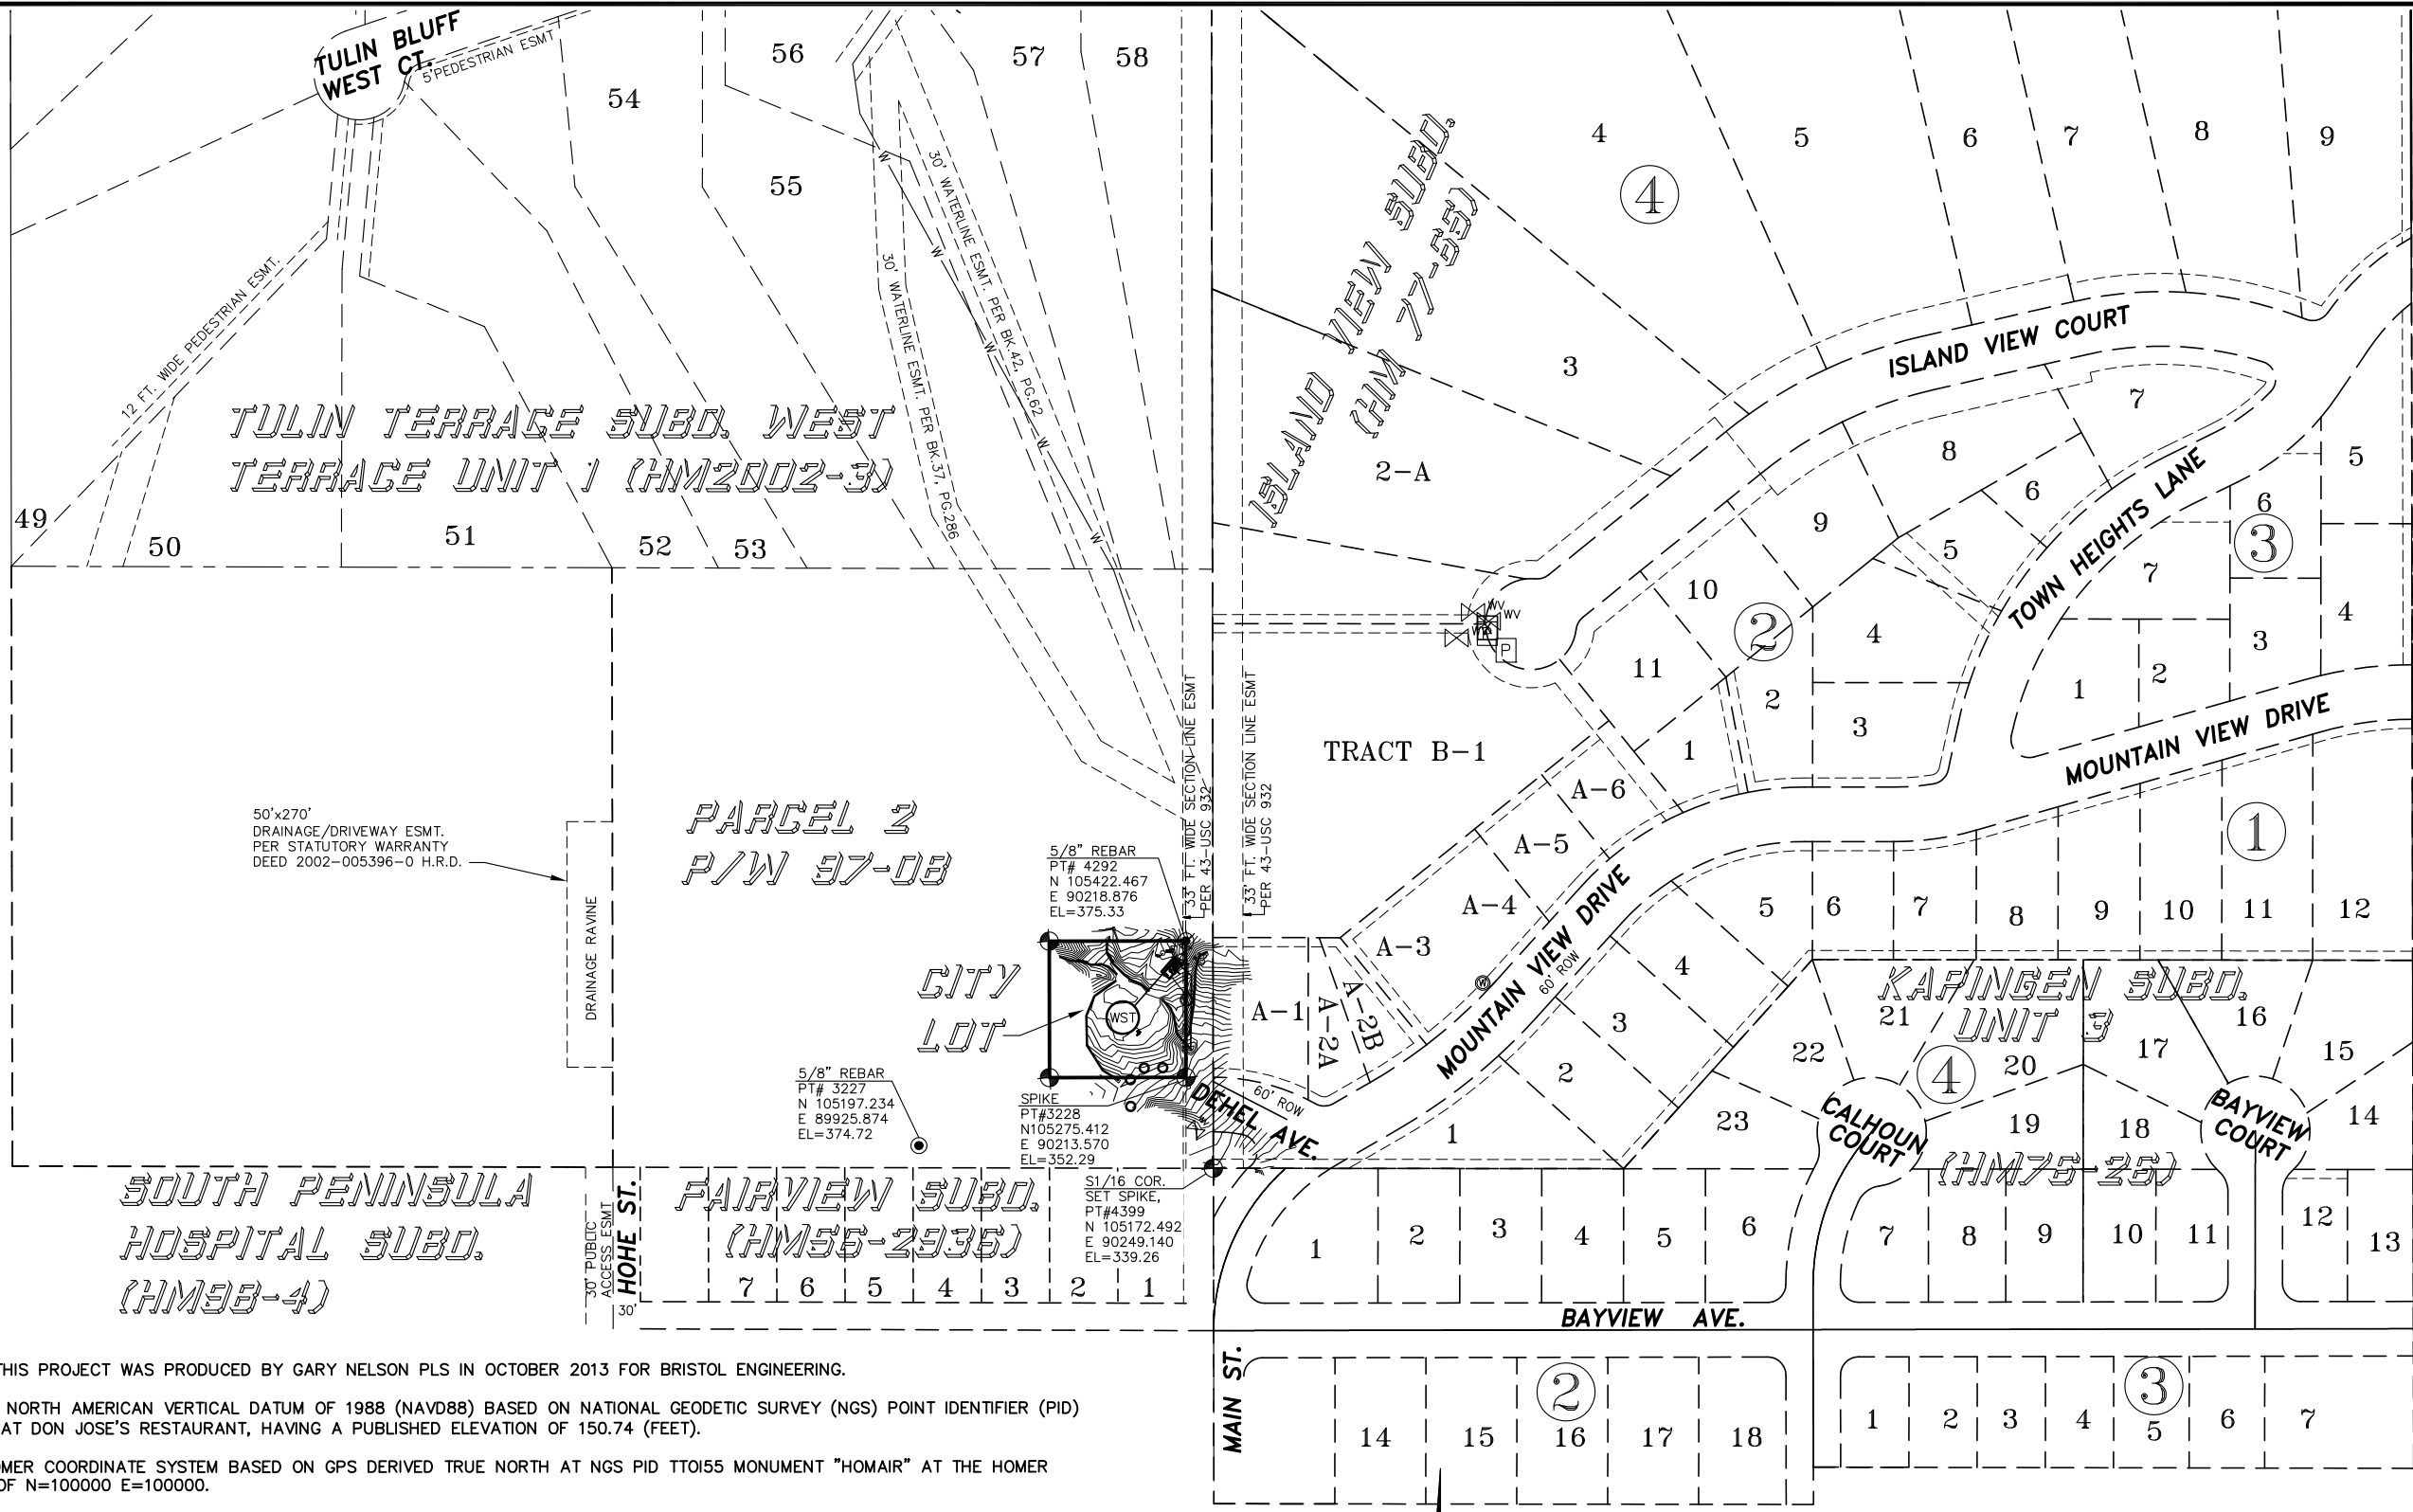 TULIN BLUFF
WEST CT.
5' PEDESTRIAN ESMT
54
55
56
57
58
12 FT. WIDE PEDESTRIAN ESMT.
30' WATERLINE ESMT. PER BK.42, PG.62
30' WATERLINE ESMT. PER BK.37, PG.286
W
W
W
W
W
TULIN TERRACE SUBD. WEST
TERRACE UNIT 1 (HM2002-3)
49
50
51
52
53
ISLAND VIEW SUBD.
(HM 77-55)
4
5
6
7
8
9
4
3
2-A
ISLAND VIEW COURT
7
8
9
6
5
10
11
2
4
2
3
1
TOWN HEIGHTS LANE
5
6
3
7
4
3
2
1
WV
WV
P
TRACT B-1
MOUNTAIN VIEW DRIVE
1
A-6
A-5
A-4
A-3
A-2B
A-2A
A-1
W
MOUNTAIN VIEW DRIVE
60' ROW
5
6
7
8
9
10
11
12
4
3
2
1
50'x270'
DRAINAGE/DRIVEWAY ESMT.
PER STATUTORY WARRANTY
DEED 2002-005396-0 H.R.D.
DRAINAGE RAVINE
PARCEL 2
P/W 97-08
5/8" REBAR
PT# 4292
N 105422.467
E 90218.876
EL=375.33
33' FT. WIDE SECTION LINE ESMT
PER 43-USC 932
33' FT. WIDE SECTION LINE ESMT
PER 43-USC 932
CITY
LOT
WST
5/8" REBAR
PT# 3227
N 105197.234
E 89925.874
EL=374.72
SPIKE
PT#3228
N105275.412
E 90213.570
EL=352.29
DEHEL AVE.
60' ROW
KAPINGEN SUBD.
UNIT 3
(HM76-26)
21
22
23
4
20
19
17
18
16
15
14
CALHOUN
COURT
BAYVIEW
COURT
SOUTH PENINSULA
HOSPITAL SUBD.
(HM98-4)
30' PUBLIC
ACCESS ESMT
HOHE ST.
30'
FAIRVIEW SUBD.
(HM56-2936)
7
6
5
4
3
2
1
S1/16 COR.
SET SPIKE,
PT#4399
N 105172.492
E 90249.140
EL=339.26
1
2
3
4
5
6
7
8
9
10
11
12
13
BAYVIEW AVE.
MAIN ST.
2
14
15
16
17
18
3
1
2
3
4
5
6
7
THIS PROJECT WAS PRODUCED BY GARY NELSON PLS IN OCTOBER 2013 FOR BRISTOL ENGINEERING.
NORTH AMERICAN VERTICAL DATUM OF 1988 (NAVD88) BASED ON NATIONAL GEODETIC SURVEY (NGS) POINT IDENTIFIER (PID)
AT DON JOSE'S RESTAURANT, HAVING A PUBLISHED ELEVATION OF 150.74 (FEET).
OMER COORDINATE SYSTEM BASED ON GPS DERIVED TRUE NORTH AT NGS PID TT0155 MONUMENT "HOMAIR" AT THE HOMER
OF N=100000 E=100000.